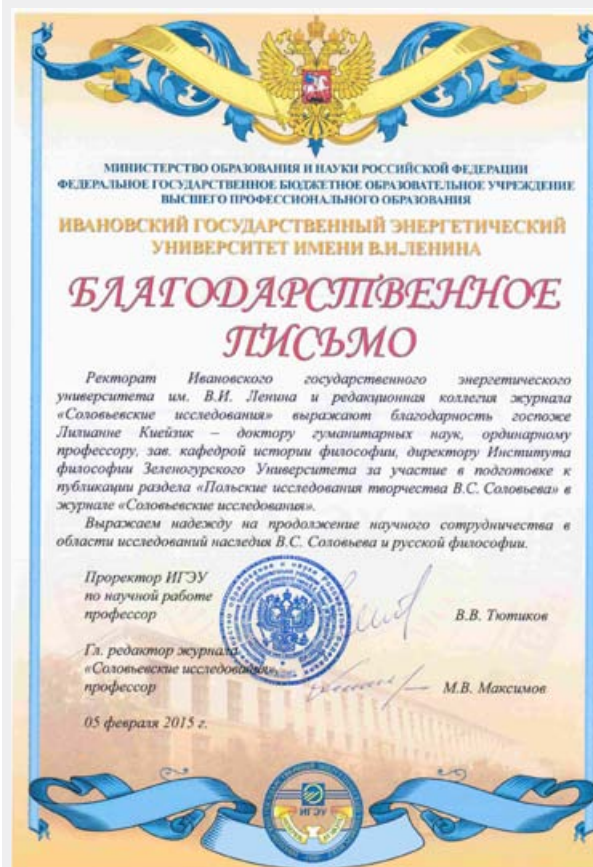 МИНИСТЕРСТВО ОБРАЗОВАНИЯ И НАУКИ РОССИЙСКОЙ ФЕДЕРАЦИИ
ФЕДЕРАЛЬНОЕ ГОСУДАРСТВЕННОЕ БЮДЖЕТНОЕ ОБРАЗОВАТЕЛЬНОЕ УЧРЕЖДЕНИЕ
ВЫСШЕГО ПРОФЕССИОНАЛЬНОГО ОБРАЗОВАНИЯ
ИВАНОВСКИЙ ГОСУДАРСТВЕННЫЙ ЭНЕРГЕТИЧЕСКИЙ
УНИВЕРСИТЕТ ИМЕНИ В.И.ЛЕНИНА
БЛАГОДАРСТВЕННОЕ
ПИСЬМО
Ректорат Ивановского государственного энергетического
университета им. В.И. Ленина и редакционная коллегия журнала
«Соловьевские исследования» выражают благодарность госпоже
Лилианне Киейзик – доктору гуманитарных наук, ординарному
профессору, зав. кафедрой истории философии, директору Института
философии Зеленогурского Университета за участие в подготовке к
публикации раздела «Польские исследования творчества В.С. Соловьева» в
журнале «Соловьевские исследования».
Выражаем надежду на продолжение научного сотрудничества в
области исследований наследия В.С. Соловьева и русской философии.
Проректор ИГЭУ
по научной работе
профессор В.В. Тютиков
Гл. редактор журнала
«Соловьевские исследования»,
профессор М.В. Максимов
05 февраля 2015 г.
ИГЭУ